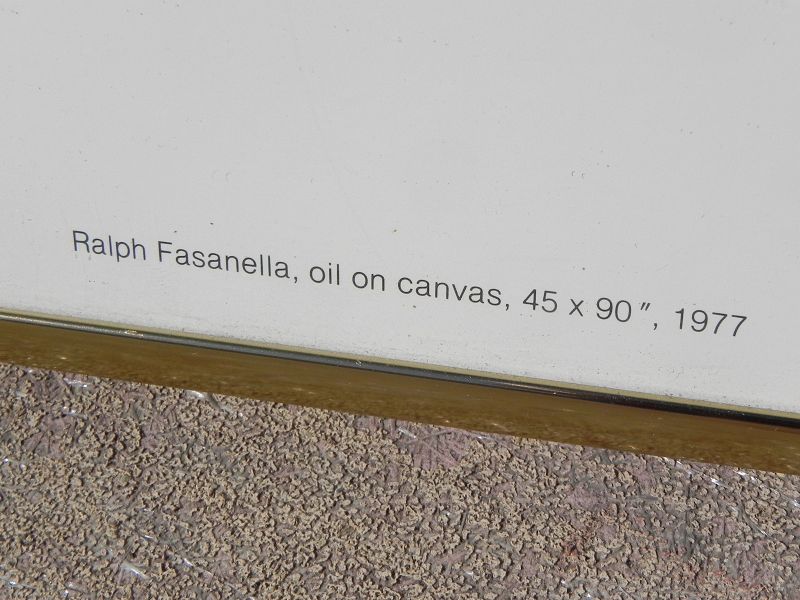 Ralph Fasanella, oil on canvas, 45 x 90", 1977